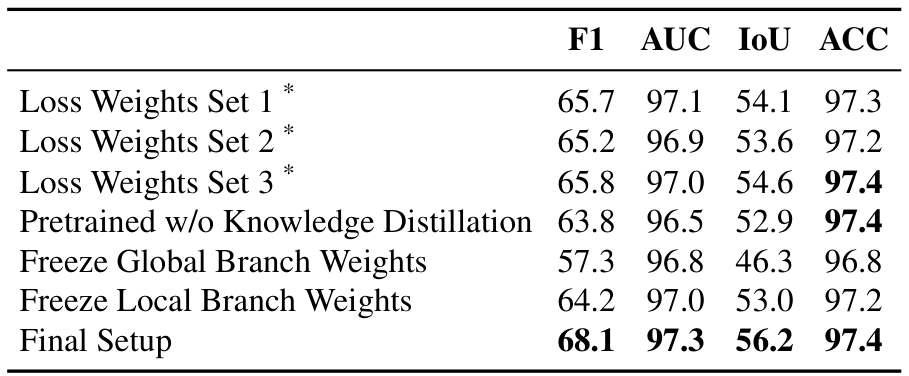 F1 AUC IoU ACC
Loss Weights Set 1 * 65.7 97.1 54.1 97.3
Loss Weights Set 2 * 65.2 96.9 53.6 97.2
Loss Weights Set 3 * 65.8 97.0 54.6 97.4
Pretrained w/o Knowledge Distillation 63.8 96.5 52.9 97.4
Freeze Global Branch Weights 57.3 96.8 46.3 96.8
Freeze Local Branch Weights 64.2 97.0 53.0 97.2
Final Setup 68.1 97.3 56.2 97.4